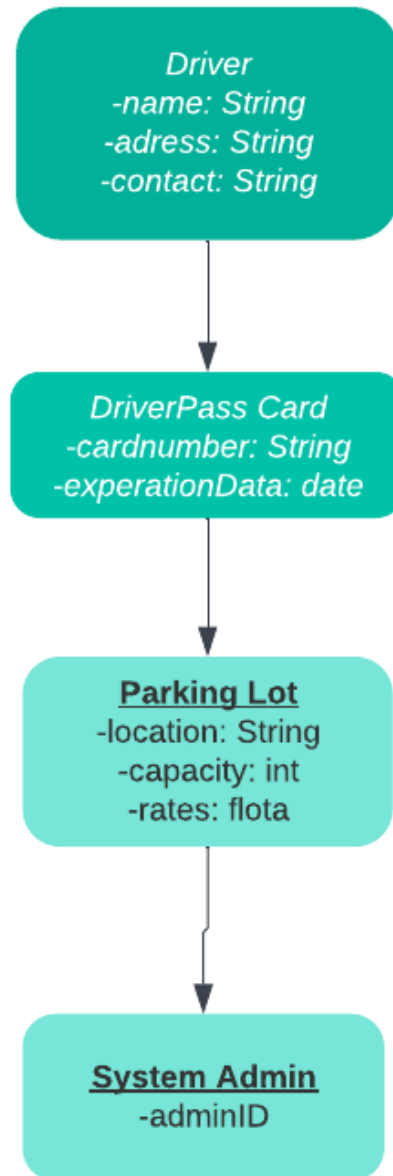 Driver
-name: String
-adress: String
-contact: String
DriverPass Card
-cardnumber: String
-experationData: date
Parking Lot
-location: String
-capacity: int
-rates: flota
System Admin
-adminID